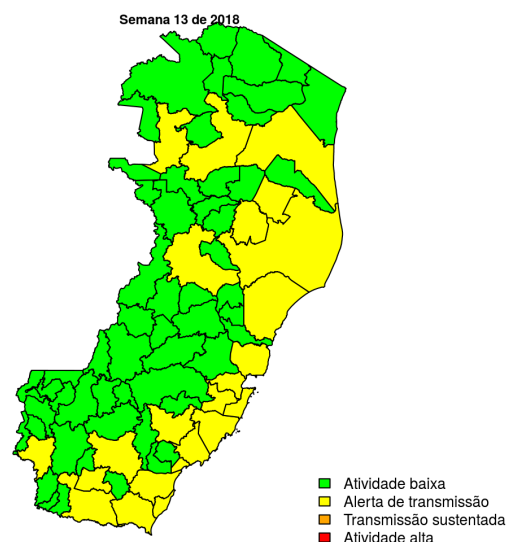 Semana 13 de 2018
Atividade baixa
Alerta de transmissão
Transmissão sustentada
Atividade alta